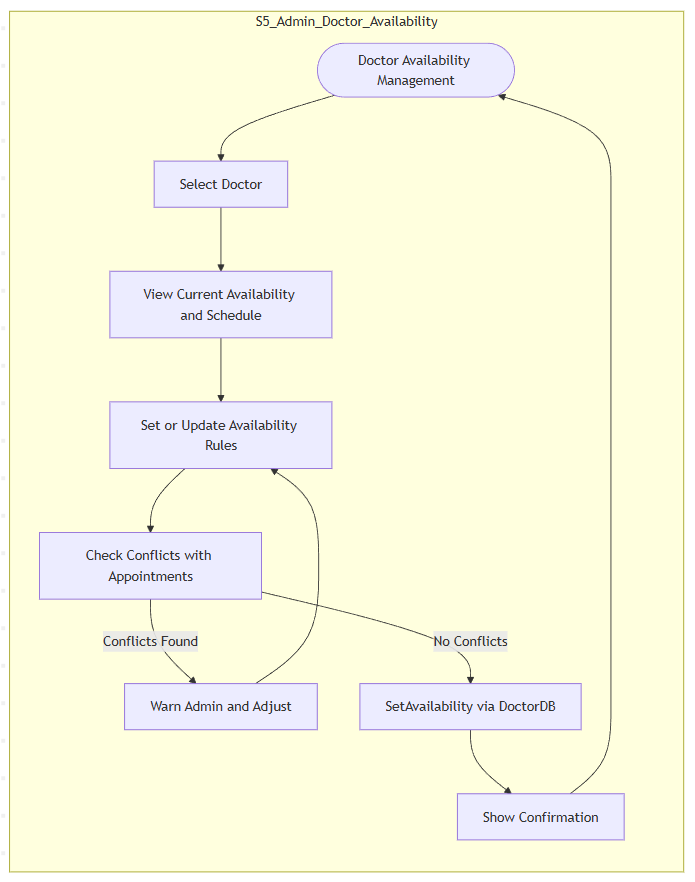 S5_Admin_Doctor_Availability
Doctor Availability
Management
Select Doctor
View Current Availability
and Schedule
Set or Update Availability
Rules
Check Conflicts with
Appointments
Conflicts Found
No Conflicts
Warn Admin and Adjust
SetAvailability via DoctorDB
Show Confirmation